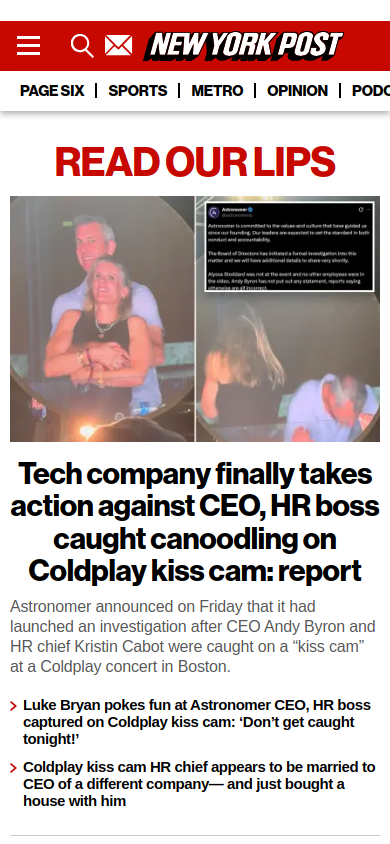 NEW YORK POST
PAGE SIX
SPORTS
METRO
OPINION
PODC
READ OUR LIPS
Astronomer
@astronomerio
Astronomer is committed to the values and culture that have guided us
since our founding. Our leaders are expected to set the standard in both
conduct and accountability.
The Board of Directors has initiated a formal investigation into this
matter and we will have additional details to share very shortly.
Alyssa Stoddard was not at the event and no other employees were in
the video. Andy Byron has not put out any statement, reports saying
otherwise are all incorrect.
Tech company finally takes
action against CEO, HR boss
caught canoodling on
Coldplay kiss cam: report
Astronomer announced on Friday that it had
launched an investigation after CEO Andy Byron and
HR chief Kristin Cabot were caught on a “kiss cam”
at a Coldplay concert in Boston.
Luke Bryan pokes fun at Astronomer CEO, HR boss
captured on Coldplay kiss cam: ‘Don’t get caught
tonight!’
Coldplay kiss cam HR chief appears to be married to
CEO of a different company— and just bought a
house with him